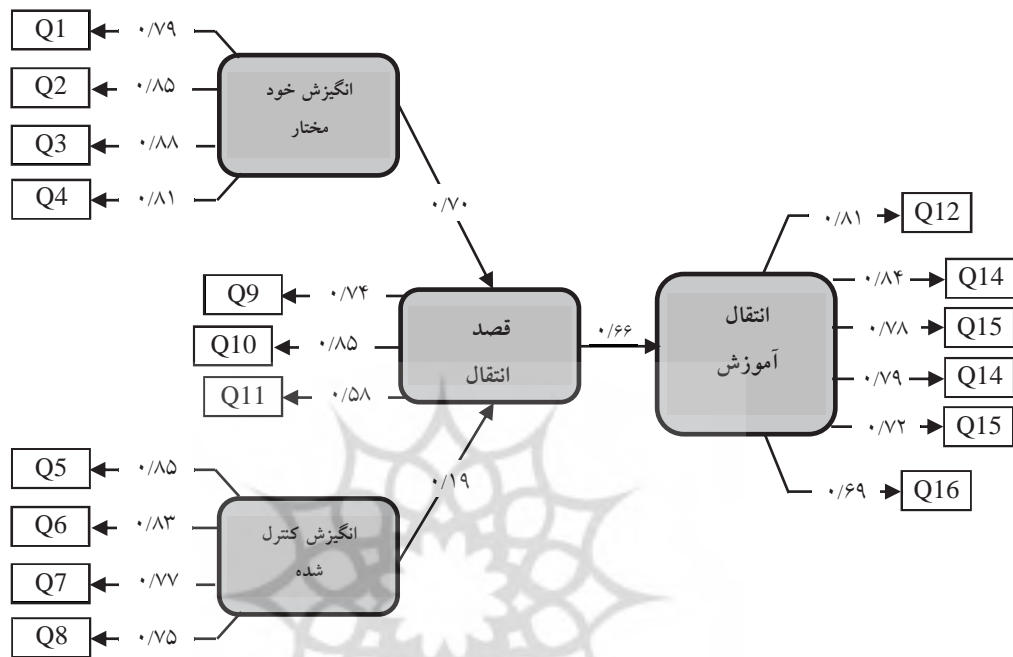 Q1
۰/۷۹
Q2
۰/۸۵
Q3
۰/۸۸
Q4
۰/۸۱
انگیزش خود
مختار
۰/۷۰
Q9
۰/۷۴
Q10
۰/۸۵
Q11
۰/۵۸
قصد
انتقال
۰/۶۶
انتقال
آموزش
۰/۸۱
Q12
۰/۸۴
Q14
۰/۷۸
Q15
۰/۷۹
Q14
۰/۷۲
Q15
۰/۶۹
Q16
۰/۱۹
Q5
۰/۸۵
Q6
۰/۸۳
Q7
۰/۷۷
Q8
۰/۷۵
انگیزش کنترل
شده